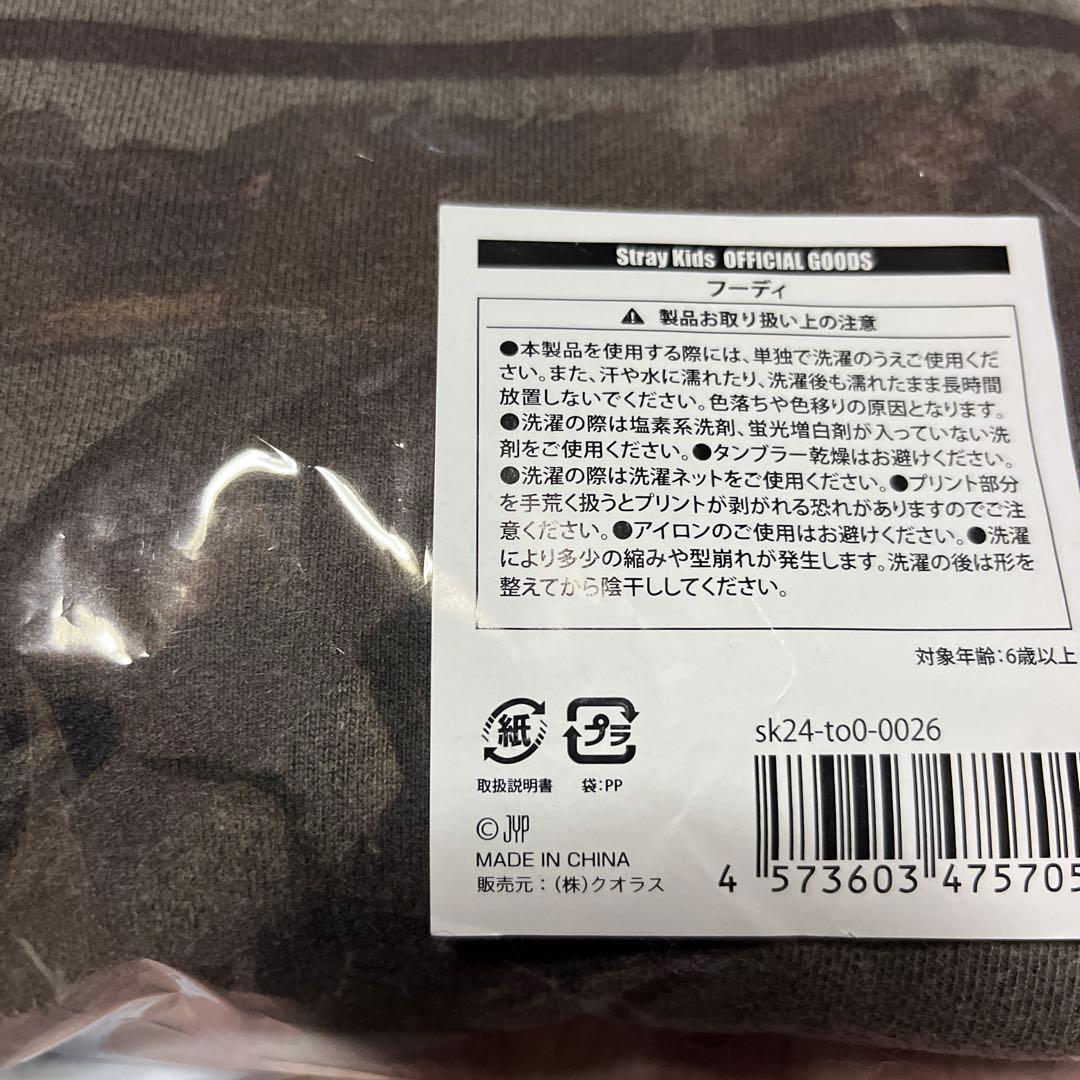 Stray Kids OFFICIAL GOODS
フーディ
製品お取り扱い上の注意
●本製品を使用する際には、単独で洗濯のうえご使用くだ
さい。また、汗や水に濡れたり、洗濯後も濡れたまま長時間
放置しないでください。色落ちや色移りの原因となります。
●洗濯の際は塩素系洗剤、蛍光増白剤が入っていない洗
剤をご使用ください。●タンブラー乾燥はお避けください。
●洗濯の際は洗濯ネットをご使用ください。●プリント部分
を手荒く扱うとプリントが剥がれる恐れがありますのでご注
意ください。●アイロンのご使用はお避けください。●洗濯
により多少の縮みや型崩れが発生します。洗濯の後は形を
整えてから陰干ししてください。
対象年齢：6歳以上
紙 プラ
取扱説明書 袋：PP
sk24-to0-0026
© JYP
MADE IN CHINA
販売元：（株）クオラス
4 573603 475705